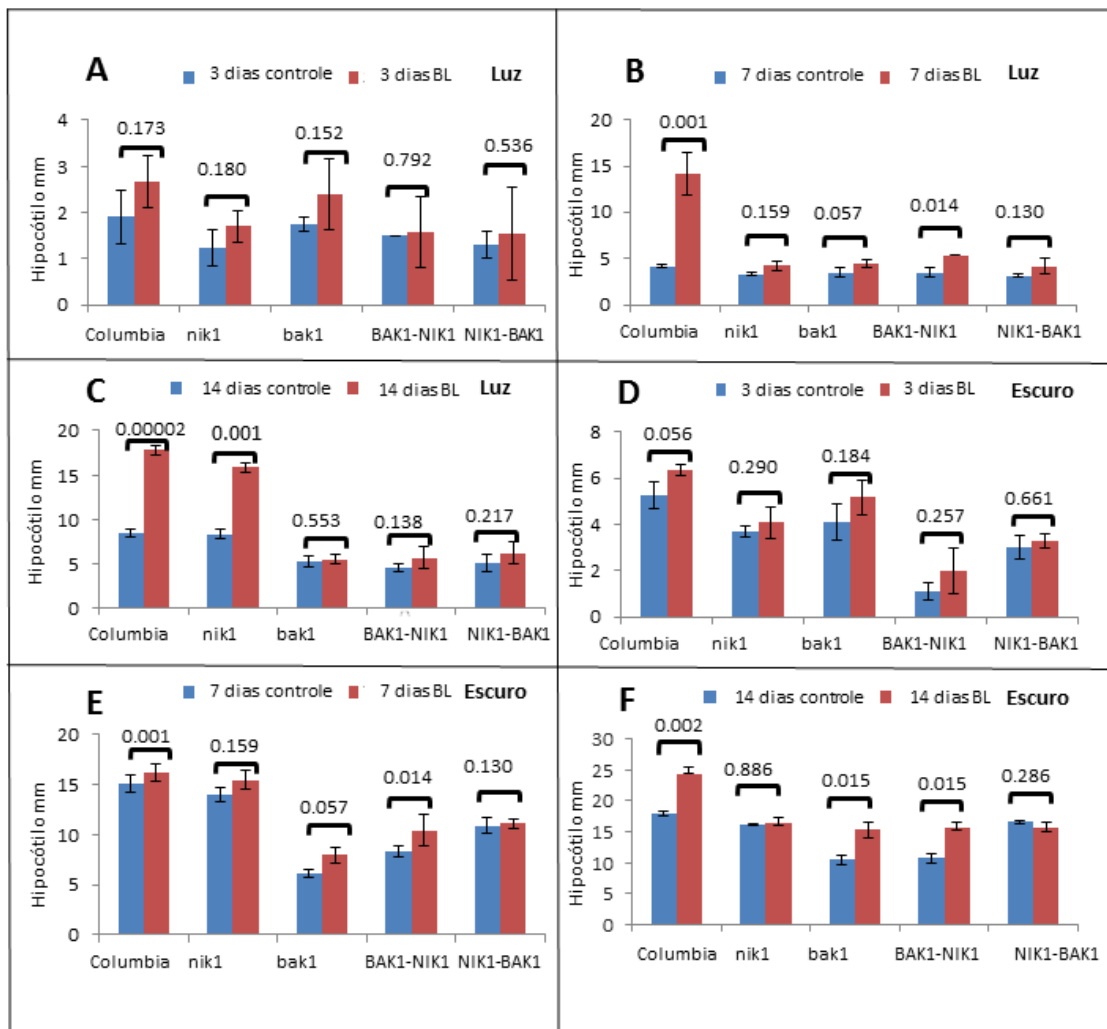 A
3 dias controle 3 dias BL Luz
Hipocótilo mm
4
3
2
1
0
0.173
0.180
0.152
0.792
0.536
Columbia nik1 bak1 BAK1-NIK1 NIK1-BAK1
B
7 dias controle 7 dias BL Luz
Hipocótilo mm
20
15
10
5
0
0.001
0.159
0.057
0.014
0.130
Columbia nik1 bak1 BAK1-NIK1 NIK1-BAK1
C
14 dias controle 14 dias BL Luz
Hipocótilo mm
20
15
10
5
0
0.00002
0.001
0.553
0.138
0.217
Columbia nik1 bak1 BAK1-NIK1 NIK1-BAK1
D
3 dias controle 3 dias BL Escuro
Hipocótilo mm
8
6
4
2
0
0.056
0.290
0.184
0.257
0.661
Columbia nik1 bak1 BAK1-NIK1 NIK1-BAK1
E
7 dias controle 7 dias BL Escuro
Hipocótilo mm
20
15
10
5
0
0.001
0.159
0.057
0.014
0.130
Columbia nik1 bak1 BAK1-NIK1 NIK1-BAK1
F
14 dias controle 14 dias BL Escuro
Hipocótilo mm
30
25
20
15
10
5
0
0.002
0.886
0.015
0.015
0.286
Columbia nik1 bak1 BAK1-NIK1 NIK1-BAK1